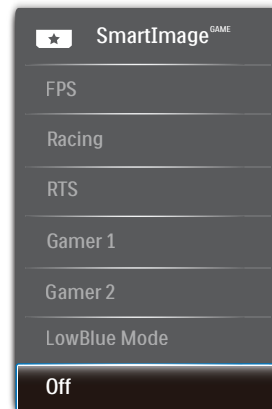 SmartImage GAME
FPS
Racing
RTS
Gamer 1
Gamer 2
LowBlue Mode
Off